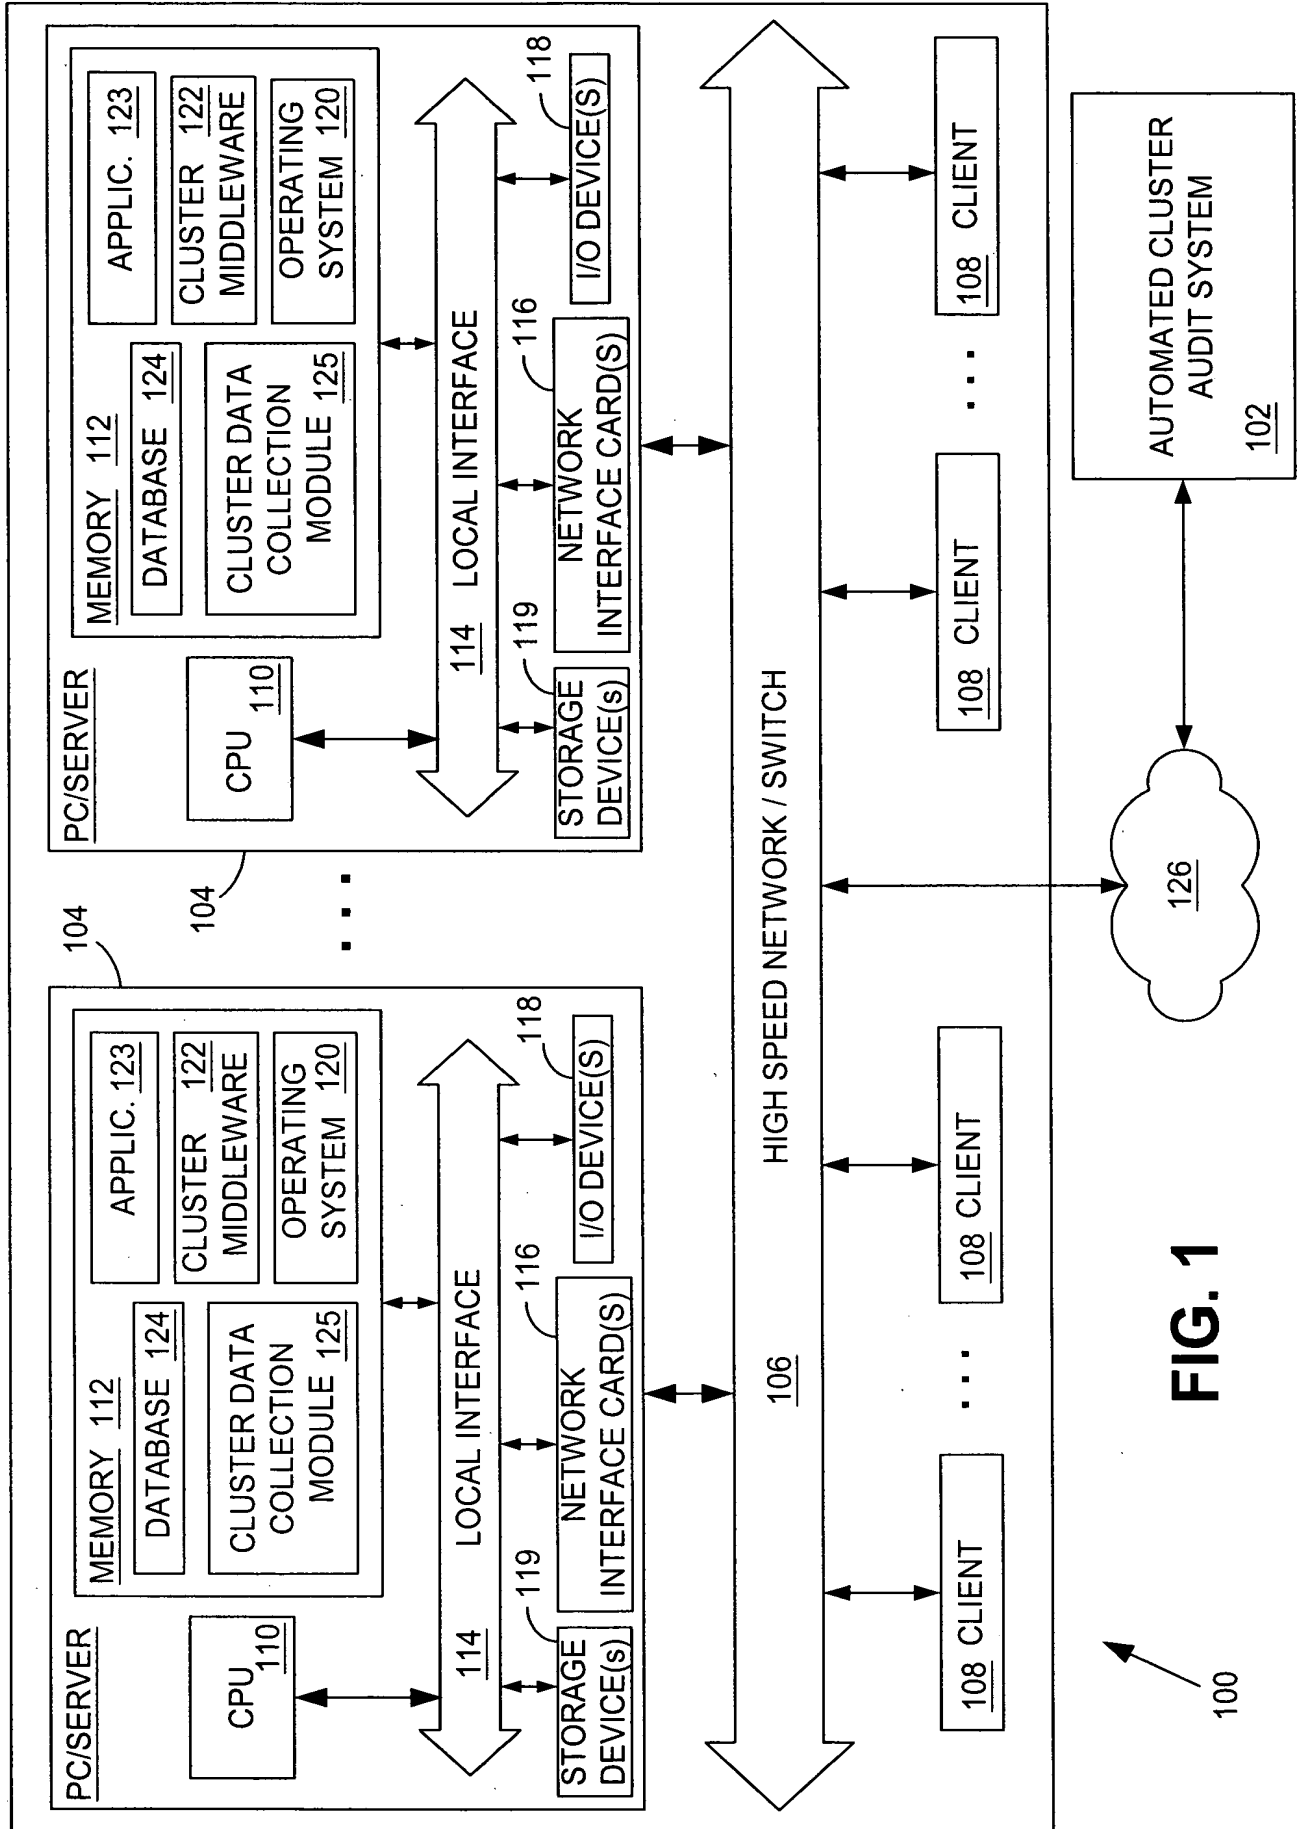 104
104
PC/SERVER
MEMORY 112
DATABASE 124
APPLIC. 123
CLUSTER 122
MIDDLEWARE
CPU
110
CLUSTER DATA
COLLECTION
MODULE 125
OPERATING
SYSTEM 120
114
LOCAL INTERFACE
119
116
118
STORAGE
DEVICE(s)
NETWORK
INTERFACE CARD(S)
I/O DEVICE(S)
PC/SERVER
MEMORY 112
DATABASE 124
APPLIC. 123
CLUSTER 122
MIDDLEWARE
CPU
110
CLUSTER DATA
COLLECTION
MODULE 125
OPERATING
SYSTEM 120
114
LOCAL INTERFACE
119
116
118
STORAGE
DEVICE(s)
NETWORK
INTERFACE CARD(S)
I/O DEVICE(S)
106
HIGH SPEED NETWORK / SWITCH
108 CLIENT
108 CLIENT
108 CLIENT
108 CLIENT
126
AUTOMATED CLUSTER
AUDIT SYSTEM
102
100
FIG. 1